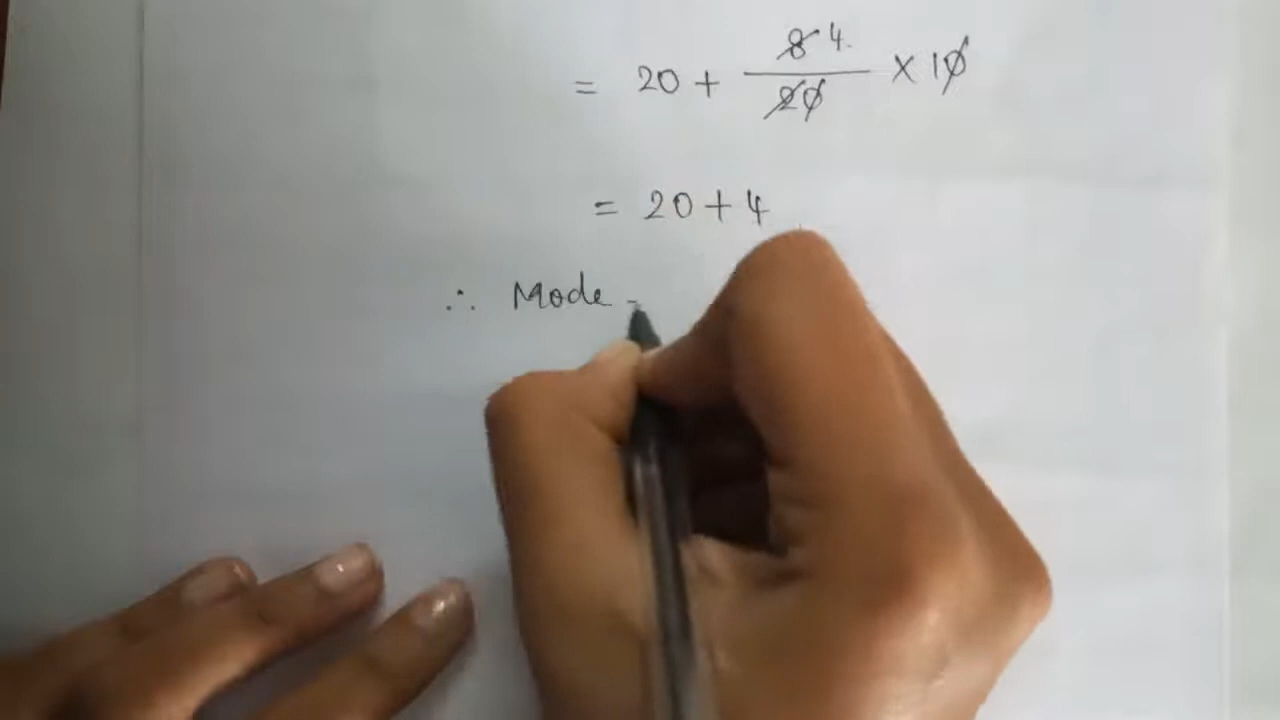 = 20 + 8 4 / 20 × 10
= 20 + 4
∴ Mode -